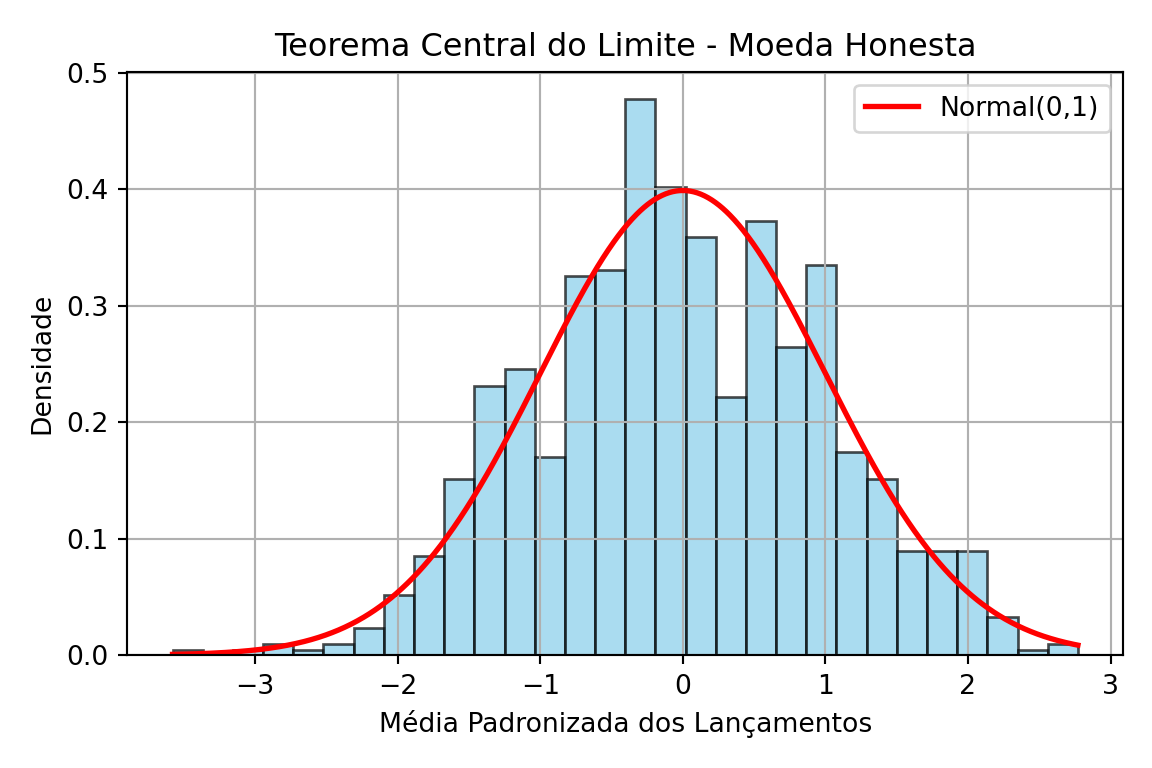 Teorema Central do Limite - Moeda Honesta
Normal(0,1)
Densidade
0.5
0.4
0.3
0.2
0.1
0.0
−3 −2 −1 0 1 2 3
Média Padronizada dos Lançamentos